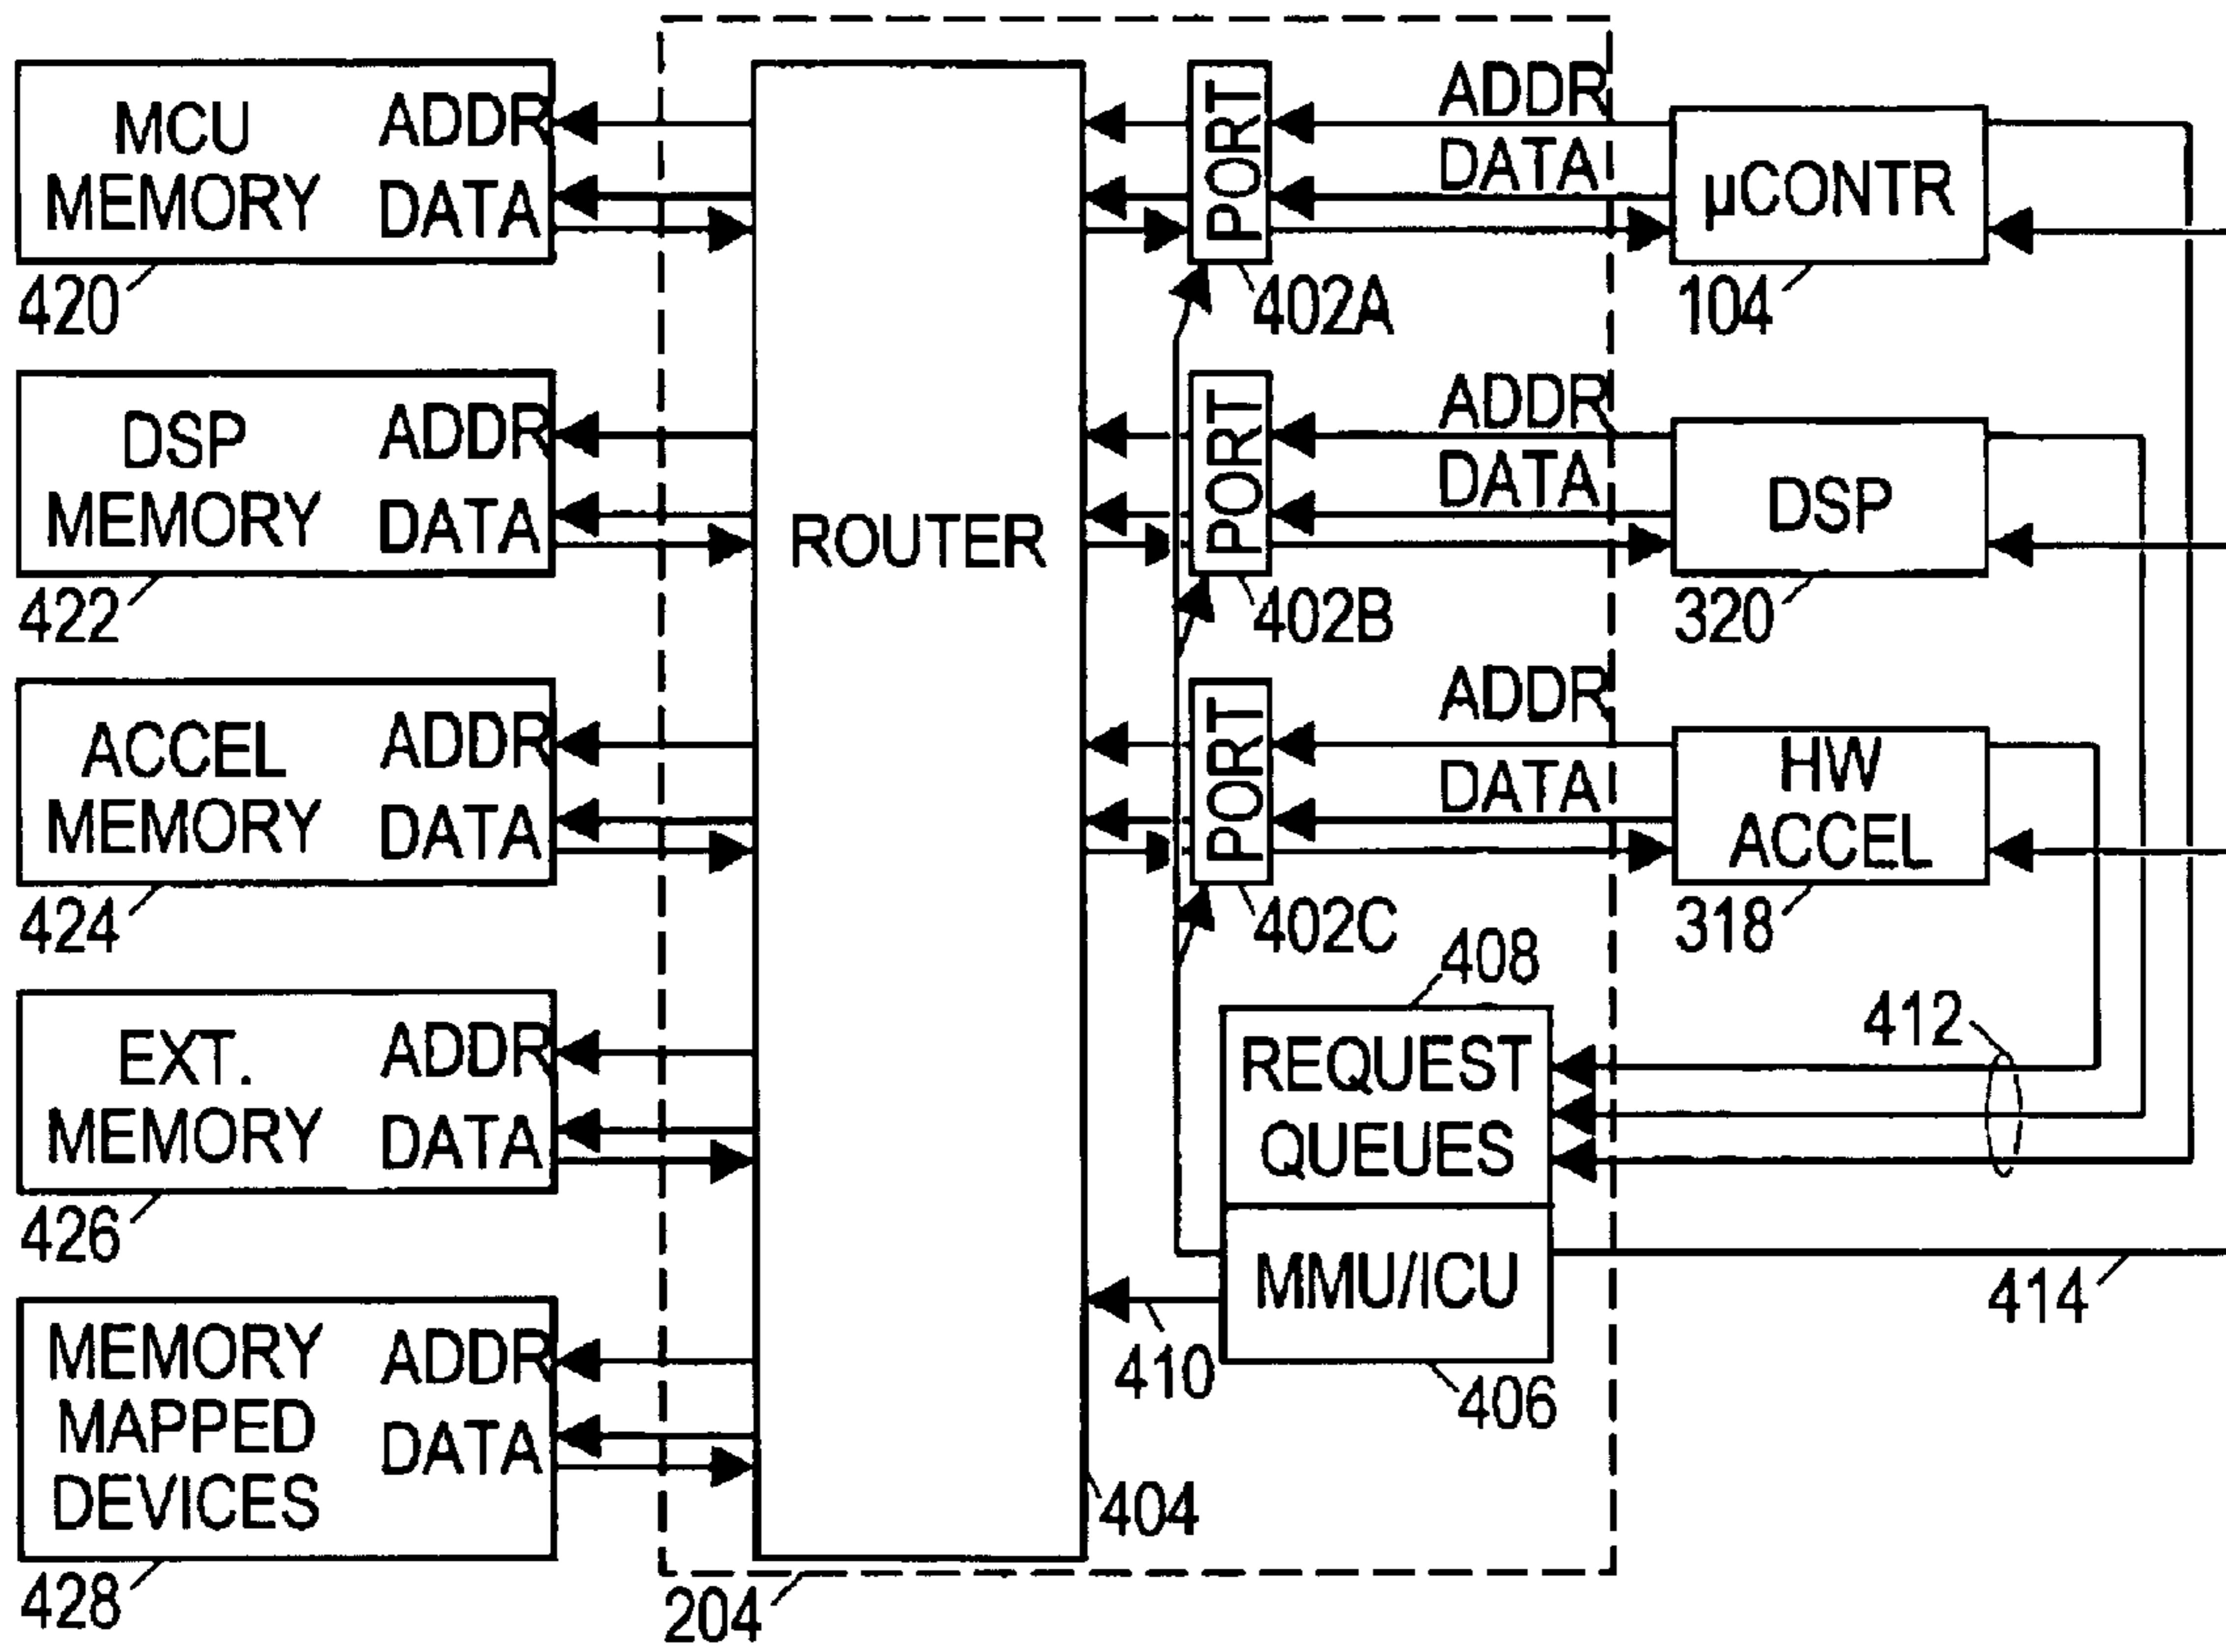 MCU
MEMORY
ADDR
DATA
420
DSP
MEMORY
ADDR
DATA
422
ACCEL
MEMORY
ADDR
DATA
424
EXT.
MEMORY
ADDR
DATA
426
MEMORY
MAPPED
DEVICES
ADDR
DATA
428
ROUTER
404
204
PORT
402A
PORT
402B
PORT
402C
ADDR
DATA
µCONTR
104
ADDR
DATA
DSP
320
ADDR
DATA
HW
ACCEL
318
408
REQUEST
QUEUES
412
MMU/ICU
410
406
414